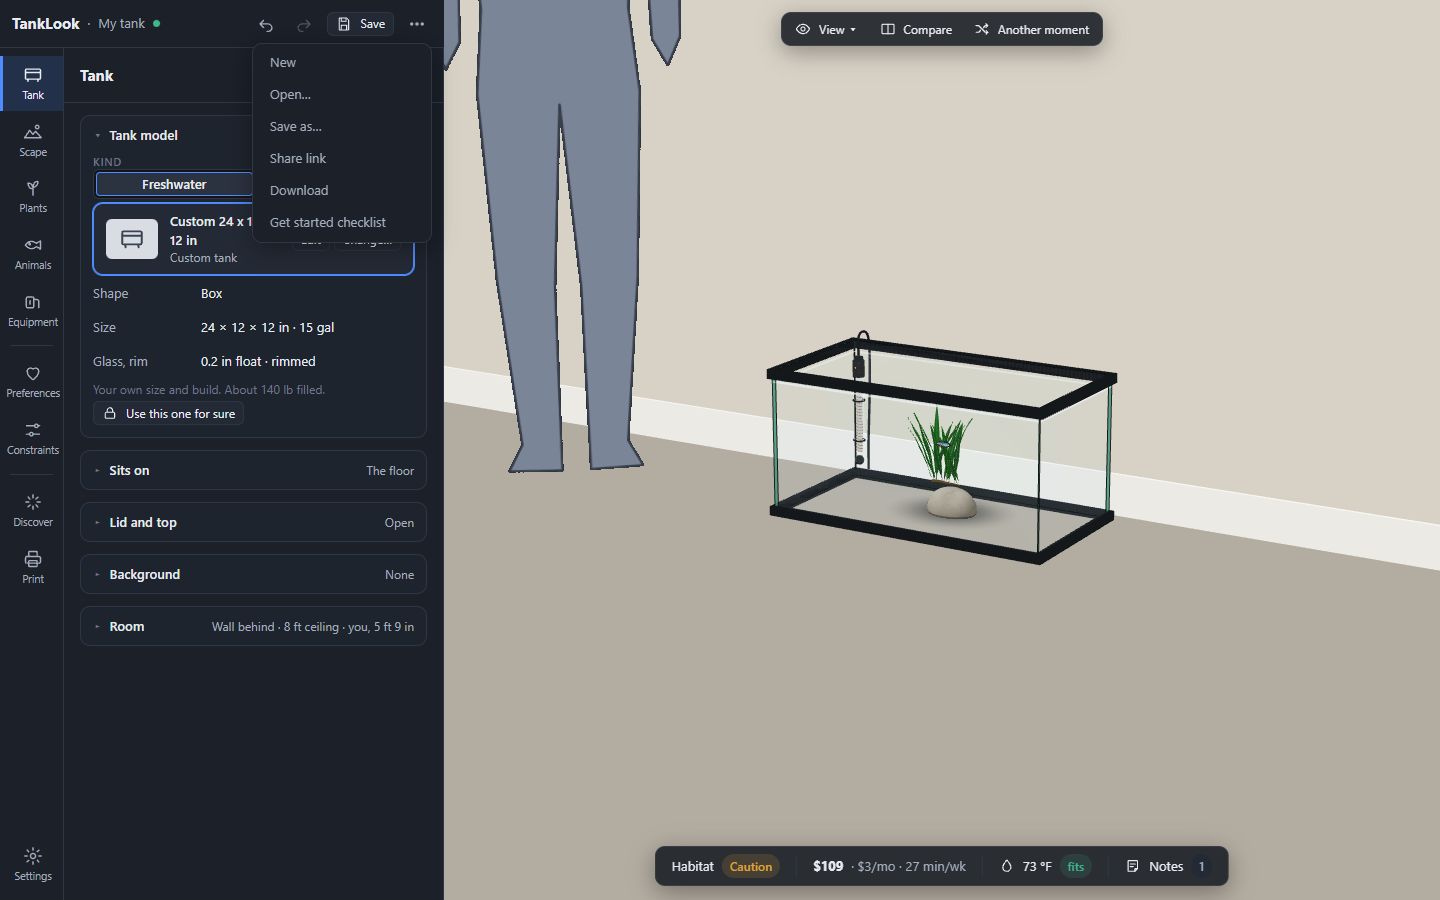 TankLook · My tank
Save
View
Compare
Another moment
New
Open...
Save as...
Share link
Download
Get started checklist
Tank
Scape
Plants
Animals
Equipment
Preferences
Constraints
Discover
Print
Settings
Tank
Tank model
KIND
Freshwater
Custom 24 x 1
12 in
Custom tank
Shape Box
Size 24 × 12 × 12 in · 15 gal
Glass, rim 0.2 in float · rimmed
Your own size and build. About 140 lb filled.
Use this one for sure
Sits on The floor
Lid and top Open
Background None
Room Wall behind · 8 ft ceiling · you, 5 ft 9 in
Habitat Caution $109 · $3/mo · 27 min/wk 73 °F fits Notes 1